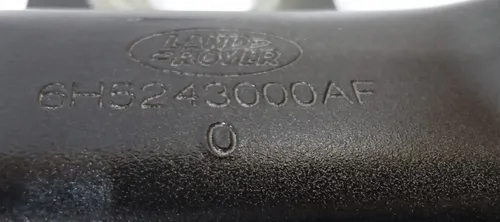 LAND-
-ROVER
6H5243000AF
0